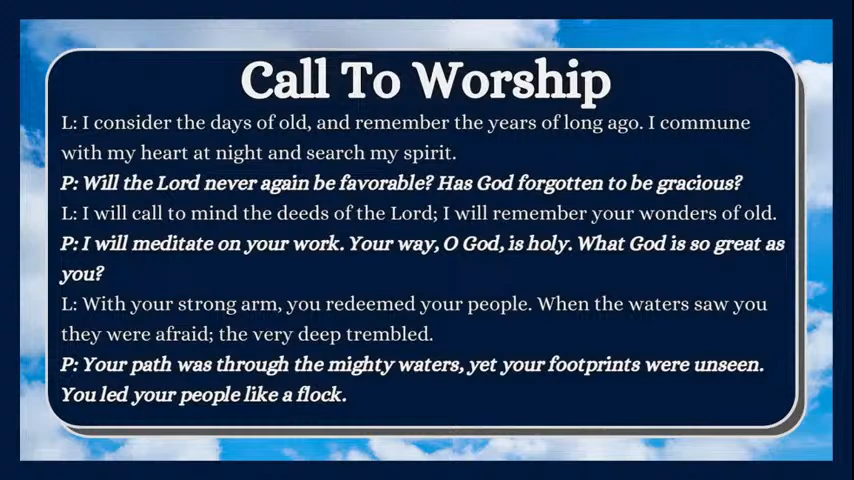 Call To Worship
L: I consider the days of old, and remember the years of long ago. I commune
with my heart at night and search my spirit.
P: Will the Lord never again be favorable? Has God forgotten to be gracious?
L: I will call to mind the deeds of the Lord; I will remember your wonders of old.
P: I will meditate on your work. Your way, O God, is holy. What God is so great as
you?
L: With your strong arm, you redeemed your people. When the waters saw you
they were afraid; the very deep trembled.
P: Your path was through the mighty waters, yet your footprints were unseen.
You led your people like a flock.